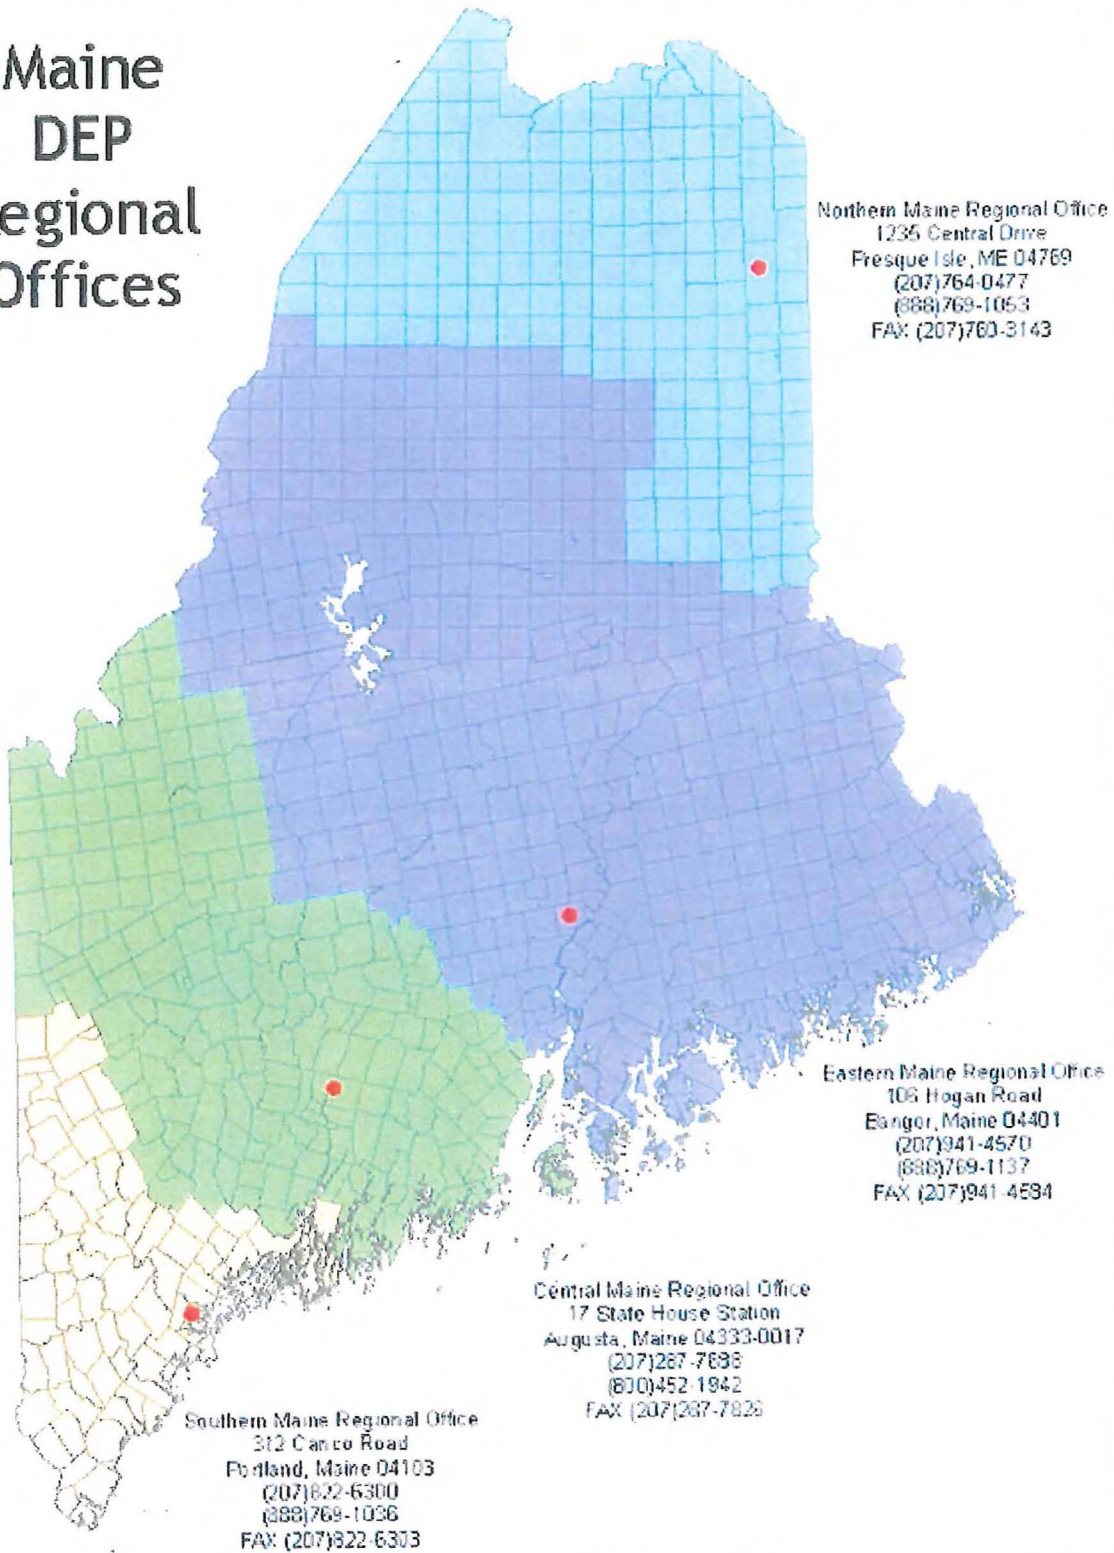 Maine
DEP
egional
Offices
Northern Maine Regional Office
1235 Central Drive
Presque Isle, ME 04769
(207)764-0477
(888)769-1053
FAX (207)760-3143
Eastern Maine Regional Office
106 Hogan Road
Bangor, Maine 04401
(207)941-4570
(888)769-1137
FAX (207)941-4584
Central Maine Regional Office
17 State House Station
Augusta, Maine 04333-0017
(207)287-7688
(800)452-1942
FAX (207)287-7826
Southern Maine Regional Office
312 Canco Road
Portland, Maine 04103
(207)822-6300
(888)769-1036
FAX (207)822-6303